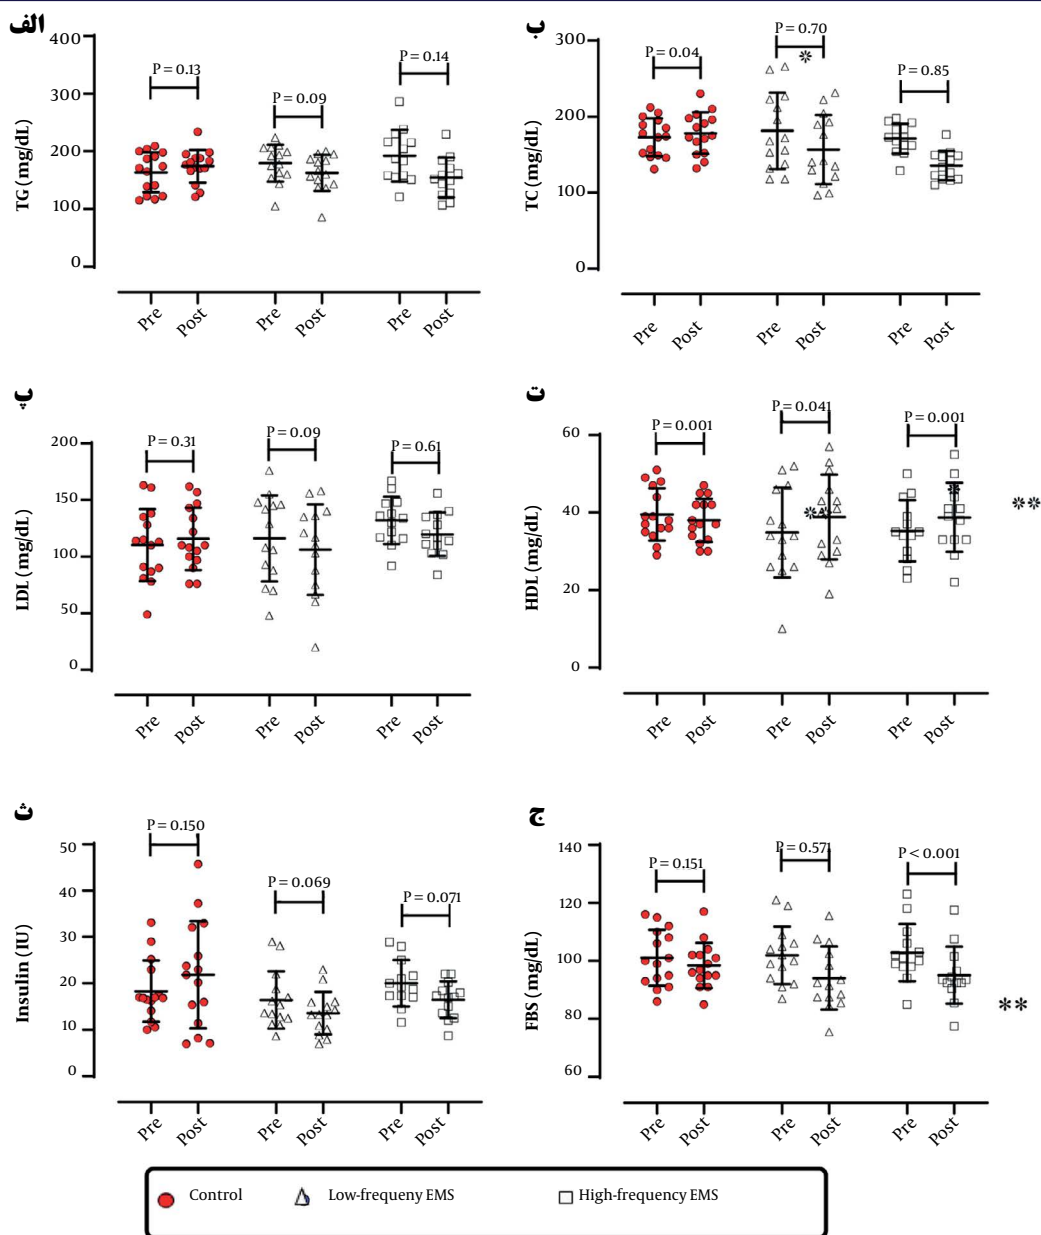 الف
400
300
200
100
0
TG (mg/dL)
P = 0.13
P = 0.09
P = 0.14
Pre
Post
Pre
Post
Pre
Post
ب
300
200
100
0
TC (mg/dL)
P = 0.04
P = 0.70
*
P = 0.85
Pre
Post
Pre
Post
Pre
Post
پ
200
150
100
50
0
LDL (mg/dL)
P = 0.31
P = 0.09
P = 0.61
Pre
Post
Pre
Post
Pre
Post
ت
60
40
20
0
HDL (mg/dL)
P = 0.001
P = 0.041
**
P = 0.001
*
**
Pre
Post
Pre
Post
Pre
Post
ث
50
40
30
20
10
0
Insulin (IU)
P = 0.150
P = 0.069
P = 0.071
Pre
Post
Pre
Post
Pre
Post
ج
140
120
100
80
60
FBS (mg/dL)
P = 0.151
P = 0.571
P < 0.001
**
Pre
Post
Pre
Post
Pre
Post
Control
Low-frequeny EMS
High-frequency EMS